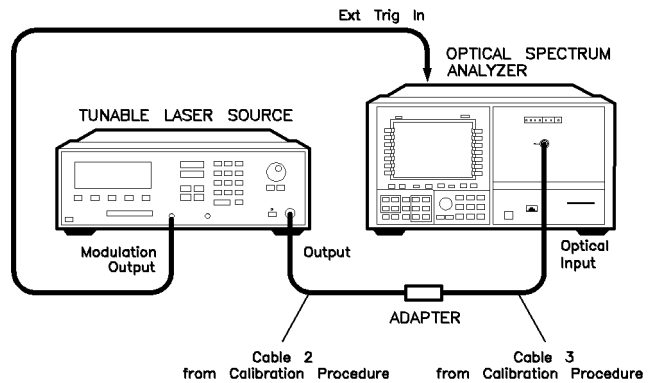 Ext Trig In
OPTICAL SPECTRUM
ANALYZER
TUNABLE LASER SOURCE
Modulation
Output
Output
Optical
Input
ADAPTER
Cable 2
from Calibration Procedure
Cable 3
from Calibration Procedure